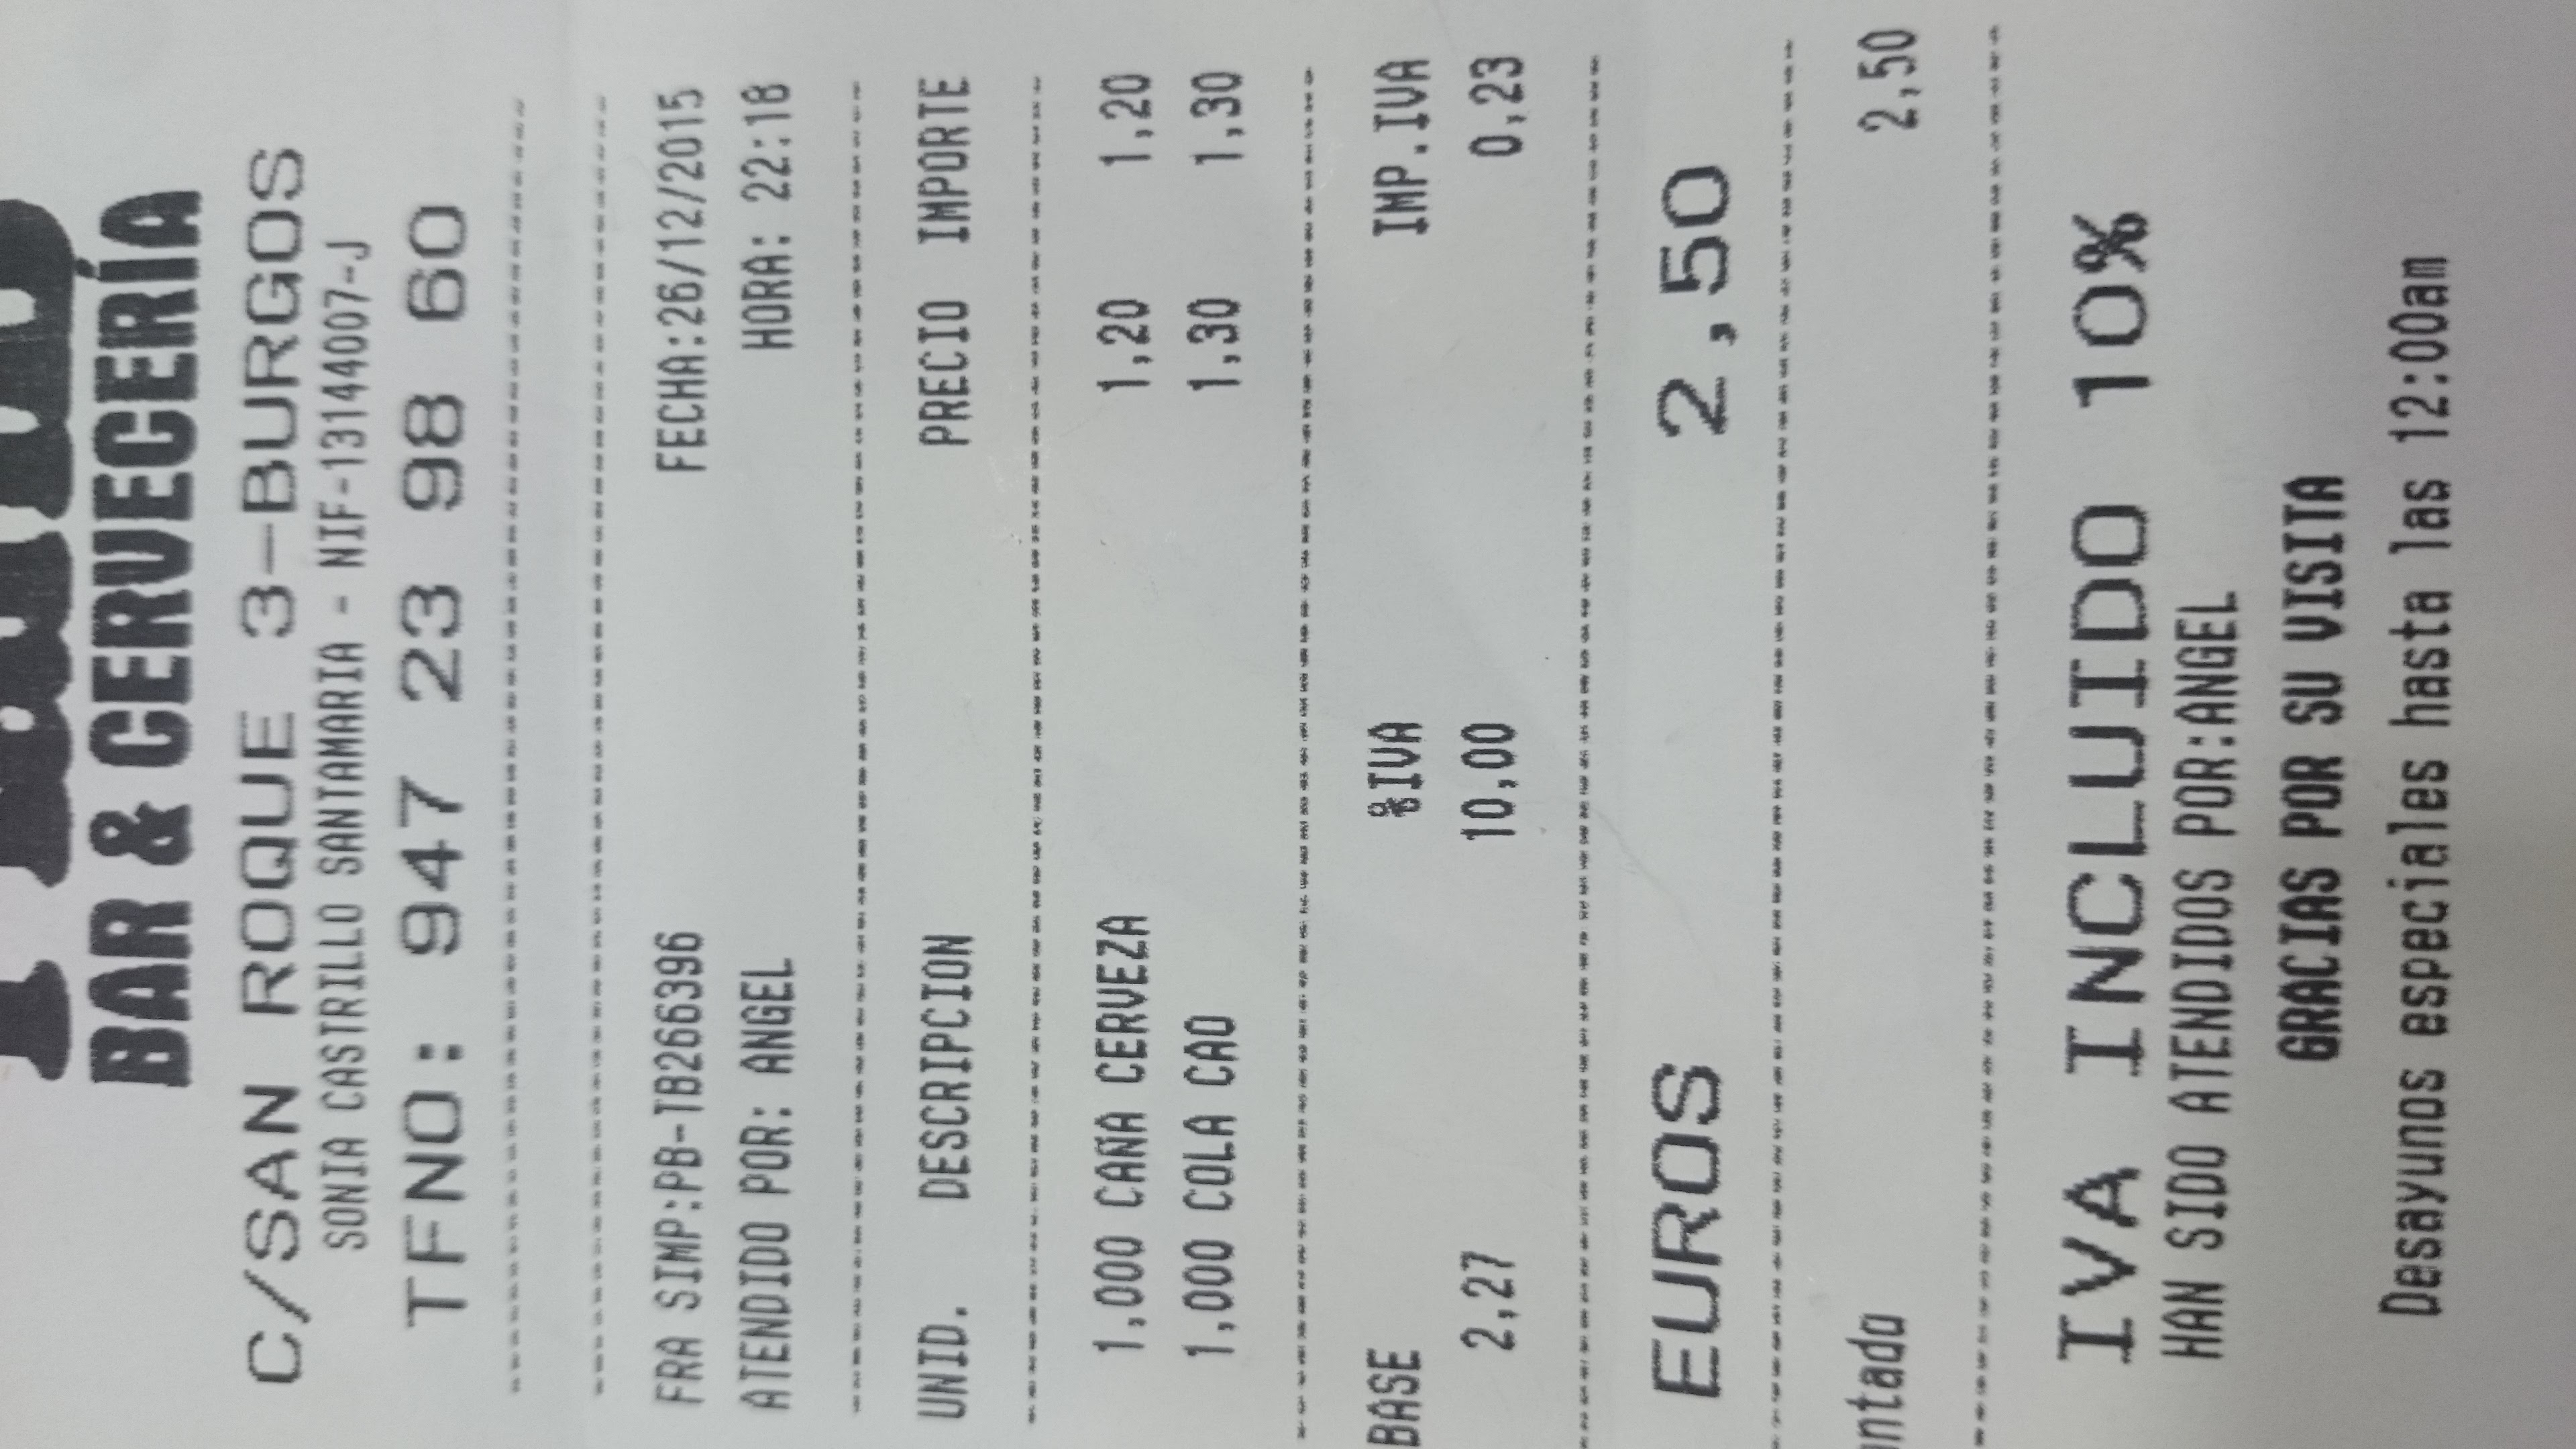 BAR & CERVECERÍA
C/SAN ROQUE 3-BURGOS
SONIA CASTRILLO SANTAMARIA - NIF-13144007-J
TFNO: 947 23 98 60
FRA SIMP:PB-TB266396 FECHA:26/12/2015
ATENDIDO POR: ANGEL HORA: 22:18
UNID. DESCRIPCION PRECIO IMPORTE
1,000 CAÑA CERVEZA 1,20 1,20
1,000 COLA CAO 1,30 1,30
BASE %IVA IMP.IVA
2,27 10,00 0,23
EUROS 2,50
ntado 2,50
IVA INCLUIDO 10%
HAN SIDO ATENDIDOS POR:ANGEL
GRACIAS POR SU VISITA
Desayunos especiales hasta las 12:00am